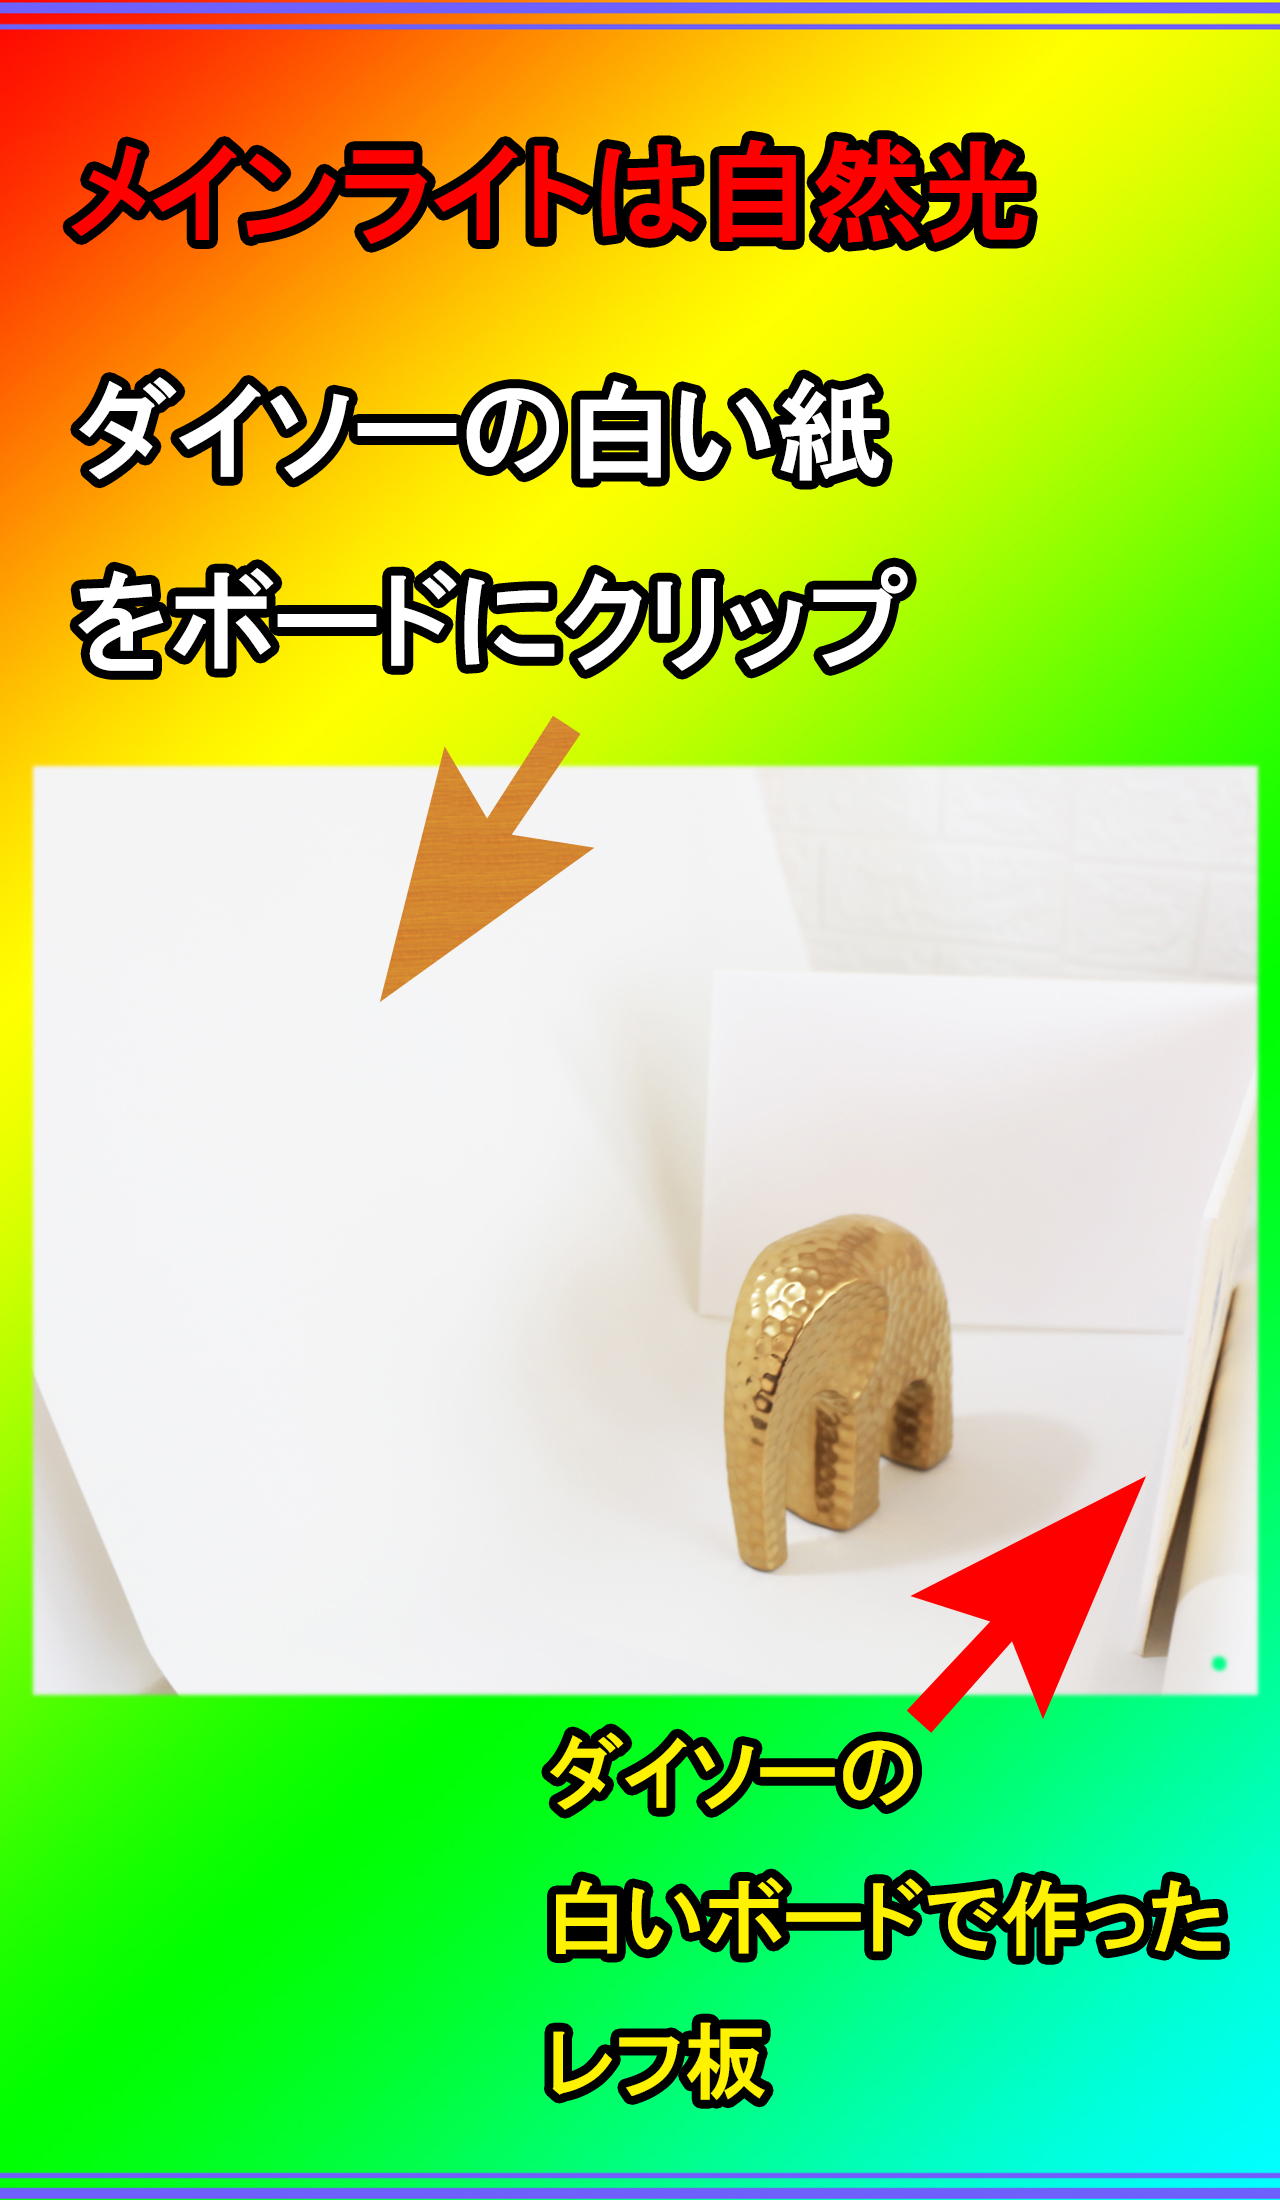 メインライトは自然光
ダイソーの白い紙
をボードにクリップ
ダイソーの
白いボードで作った
レフ板